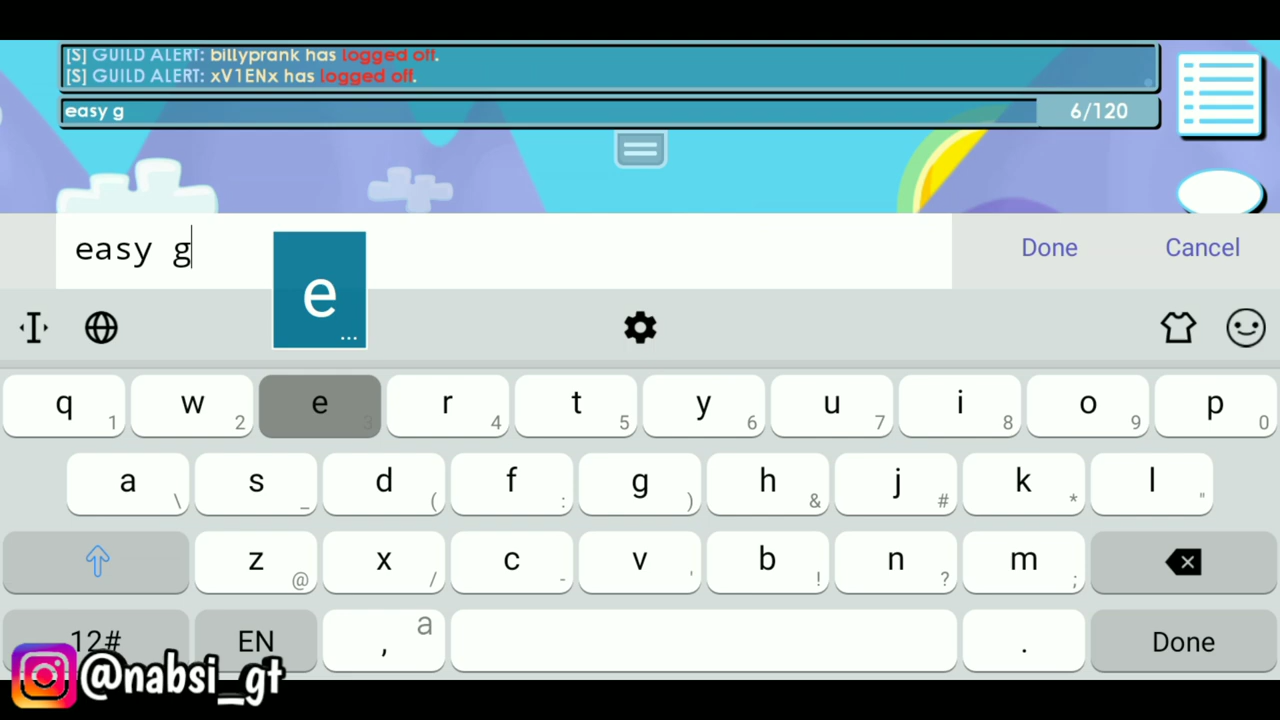 [S] GUILD ALERT: billyprank has logged off.
[S] GUILD ALERT: xV1ENx has logged off.
easy g 6/120
easy g Done Cancel
e
...
q 1 w 2 e 3 r 4 t 5 y 6 u 7 i 8 o 9 p 0
a \ s _ d ( f : g ) h & j # k * l "
z @ x / c - v ' b ! n ? m ;
12# EN , a . Done
@nabsi_gt